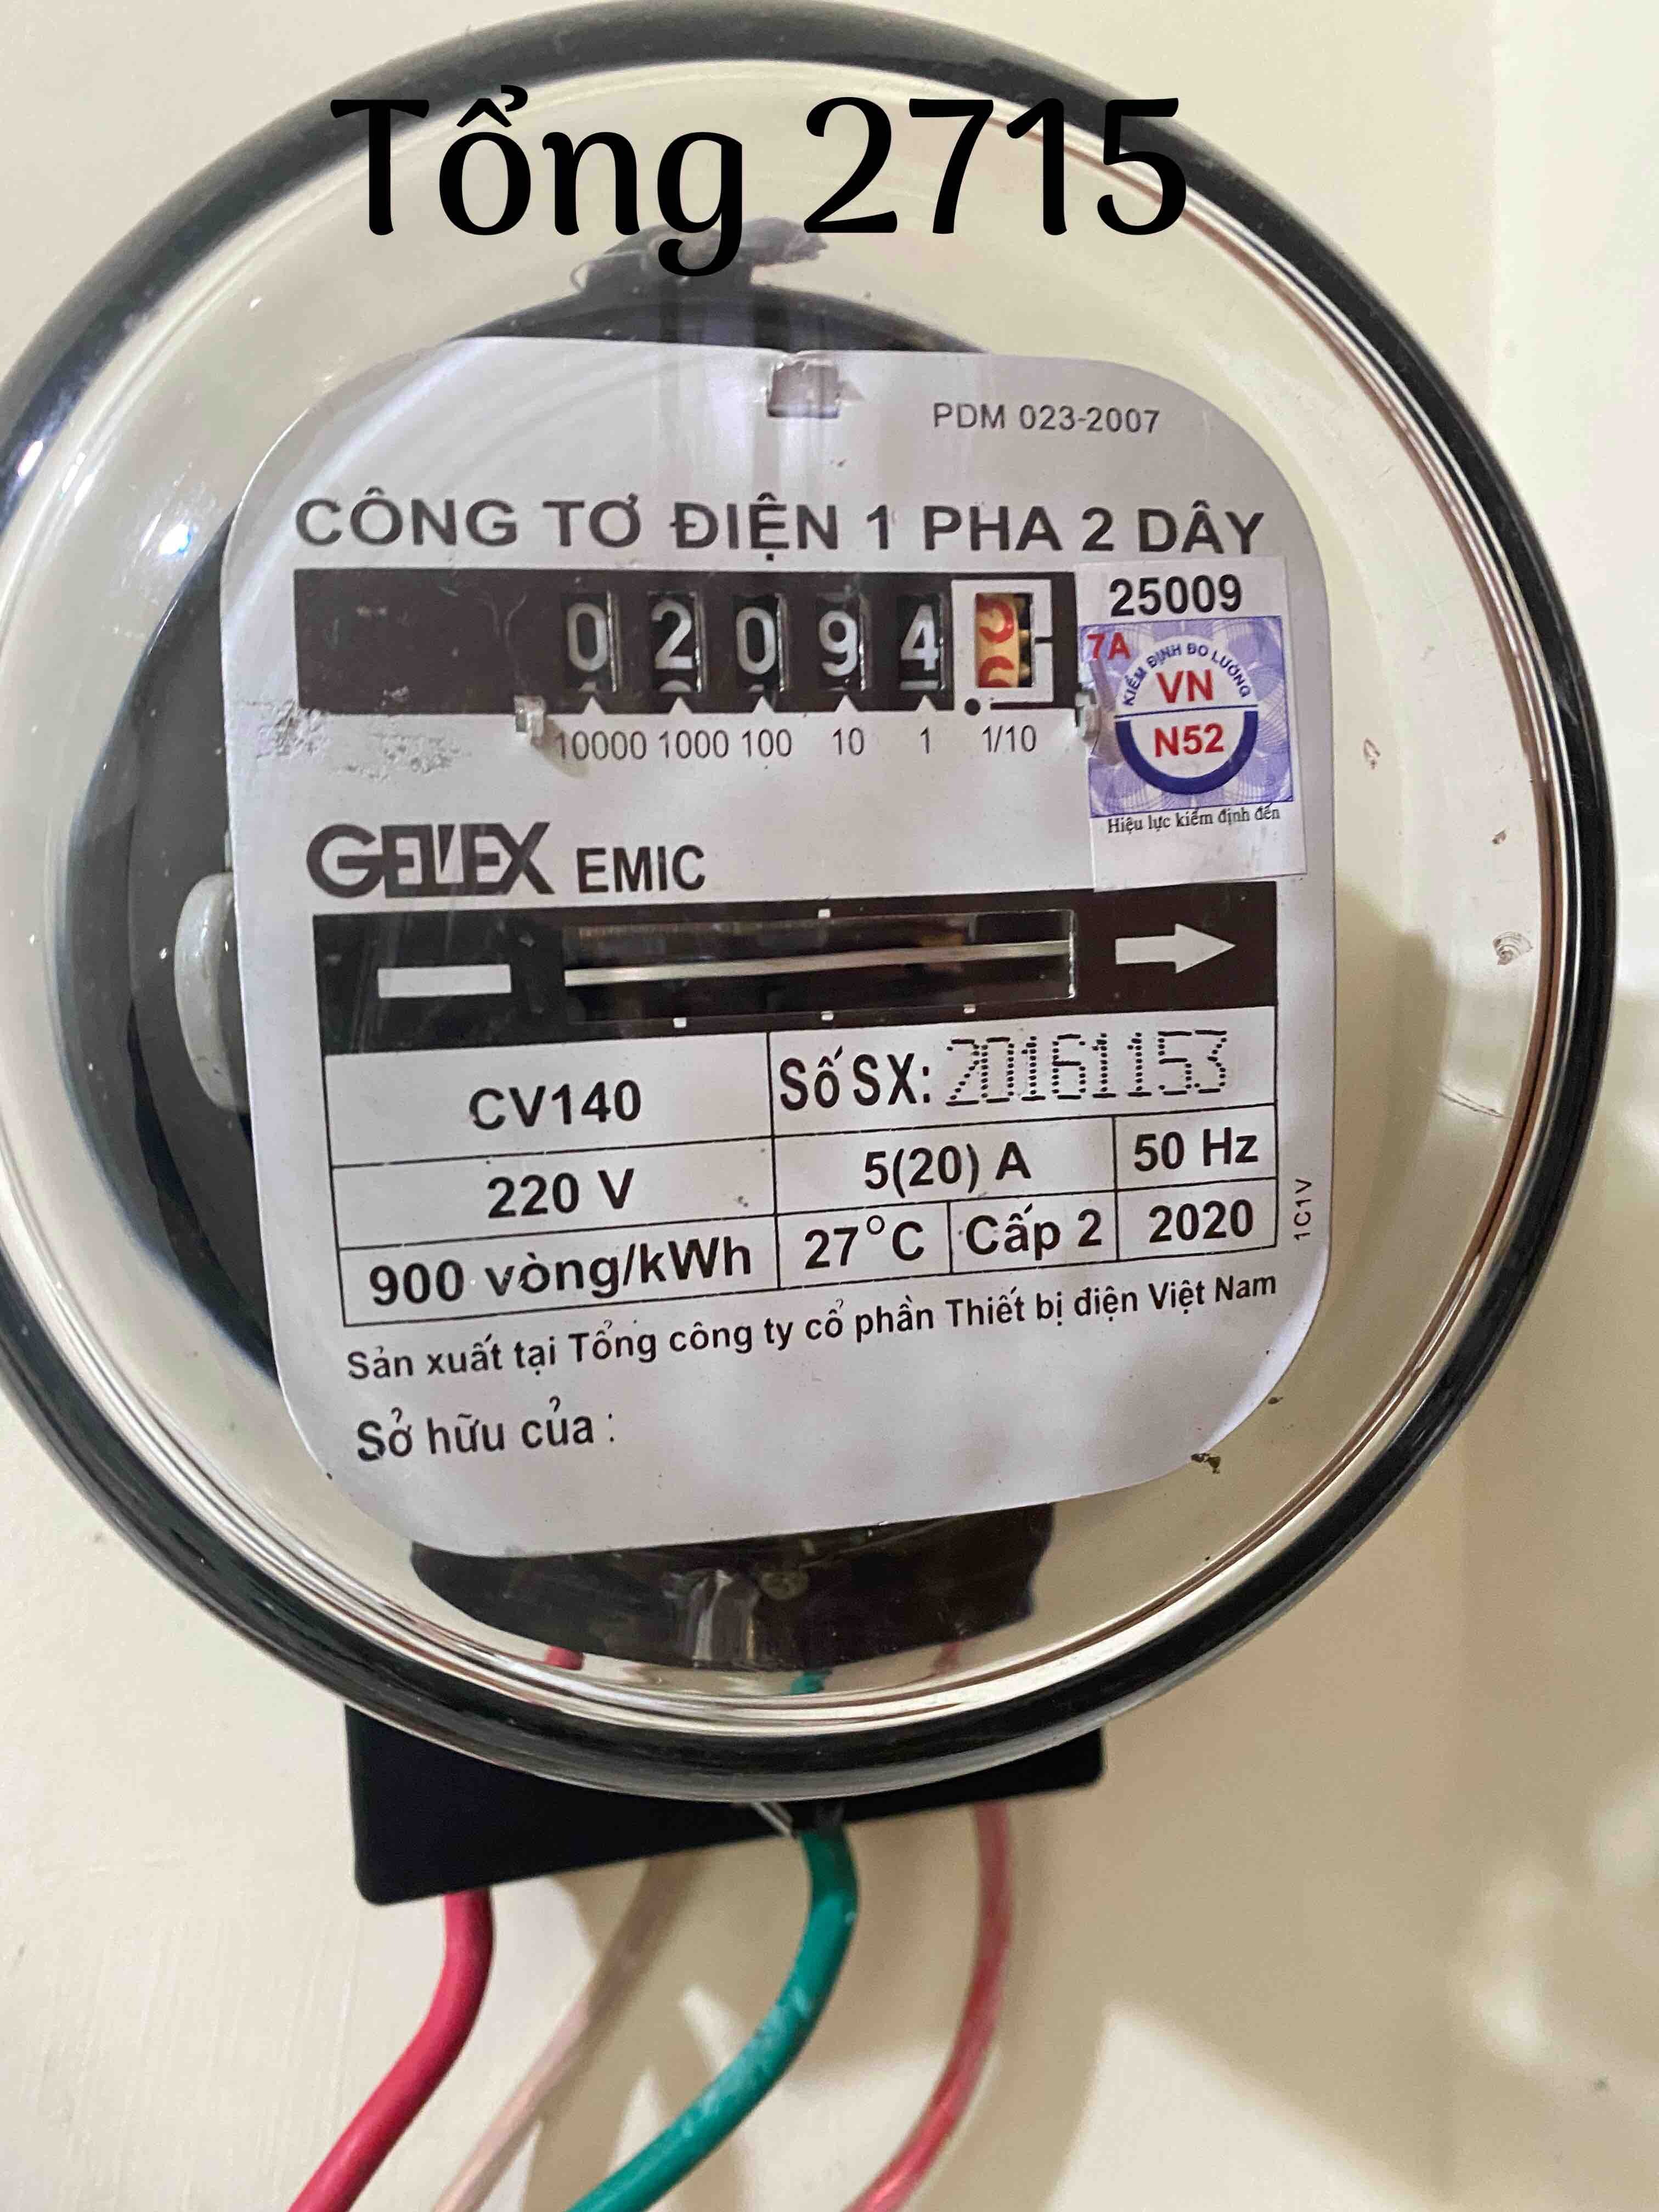 Tổng 2715
PDM 023-2007
CÔNG TƠ ĐIỆN 1 PHA 2 DÂY
0 2 0 9 4
25009
7A
KIỂM ĐỊNH ĐO LƯỜNG
VN
N52
10000 1000 100 10 1 1/10
Hiệu lực kiểm định đến
GELEX EMIC
CV140
Số SX: 20161153
220 V
5(20) A
50 Hz
900 vòng/kWh
27°C
Cấp 2
2020
1C1V
Sản xuất tại Tổng công ty cổ phần Thiết bị điện Việt Nam
Sở hữu của :